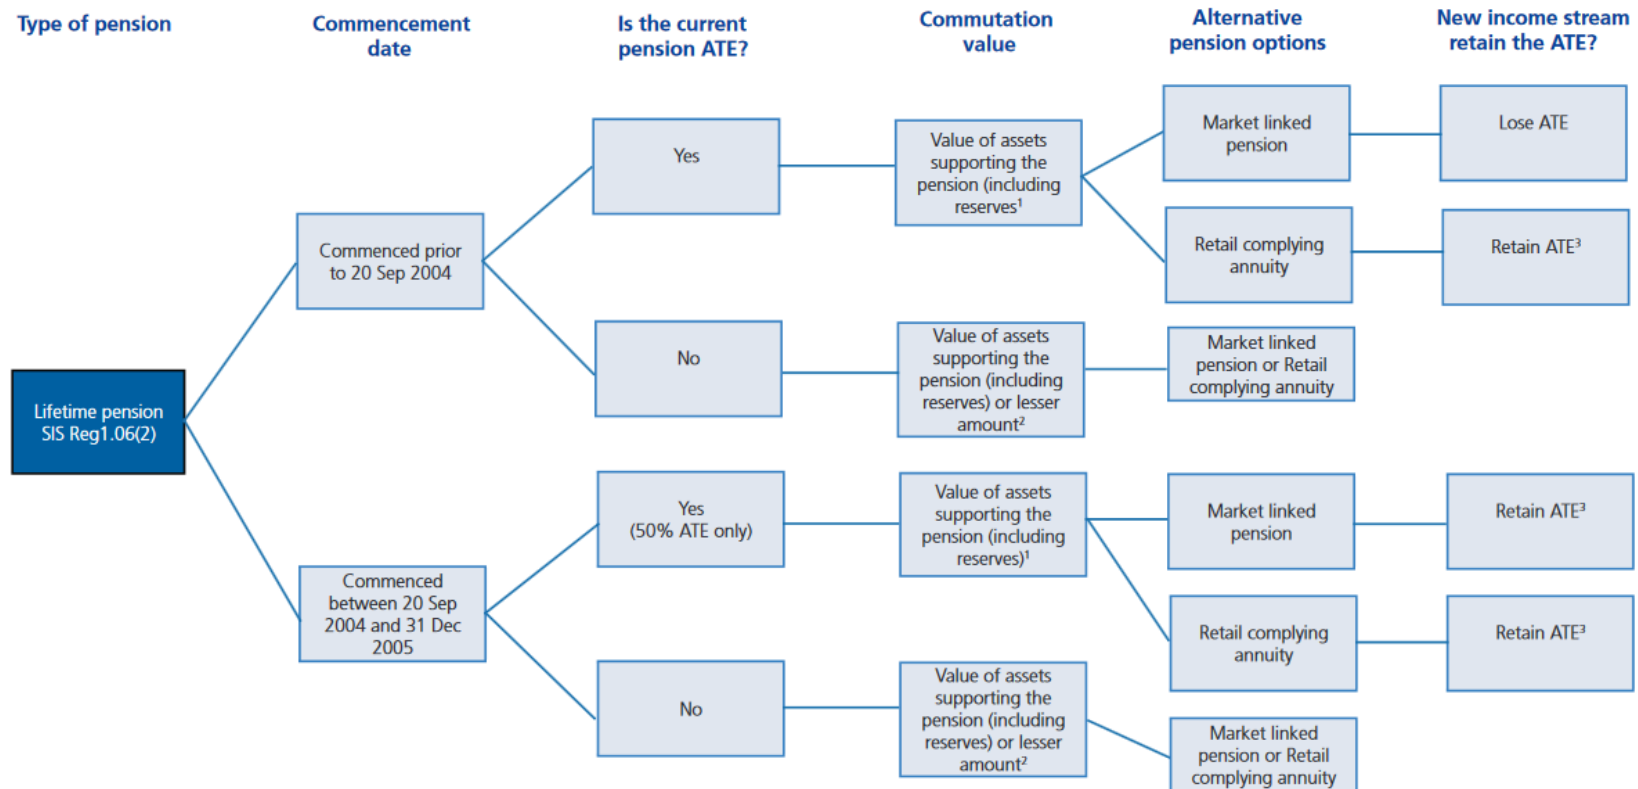 Type of pension
Commencement
date
Is the current
pension ATE?
Commutation
value
Alternative
pension options
New income stream
retain the ATE?
Lifetime pension
SIS Reg1.06(2)
Commenced prior
to 20 Sep 2004
Yes
Value of assets
supporting the
pension (including
reserves¹
Market linked
pension
Lose ATE
Retail complying
annuity
Retain ATE³
No
Value of assets
supporting the
pension (including
reserves) or lesser
amount²
Market linked
pension or Retail
complying annuity
Commenced
between 20 Sep
2004 and 31 Dec
2005
Yes
(50% ATE only)
Value of assets
supporting the
pension (including
reserves)¹
Market linked
pension
Retain ATE³
Retail complying
annuity
Retain ATE³
No
Value of assets
supporting the
pension (including
reserves) or lesser
amount²
Market linked
pension or Retail
complying annuity